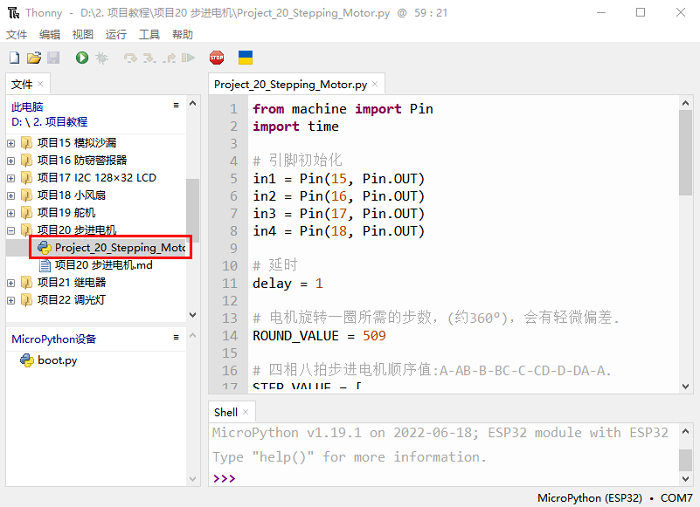 Thonny - D:\2. 项目教程\项目20 步进电机\Project_20_Stepping_Motor.py @ 59 : 21
文件 编辑 视图 运行 工具 帮助
STOP
文件
此电脑
D: \ 2. 项目教程
项目15 模拟沙漏
项目16 防窃警报器
项目17 I2C 128×32 LCD
项目18 小风扇
项目19 舵机
项目20 步进电机
Project_20_Stepping_Moto
项目20 步进电机.md
项目21 继电器
项目22 调光灯
MicroPython设备
boot.py
Project_20_Stepping_Motor.py
1 from machine import Pin
2 import time
3
4 # 引脚初始化
5 in1 = Pin(15, Pin.OUT)
6 in2 = Pin(16, Pin.OUT)
7 in3 = Pin(17, Pin.OUT)
8 in4 = Pin(18, Pin.OUT)
9
10 # 延时
11 delay = 1
12
13 # 电机旋转一圈所需的步数，(约360°)，会有轻微偏差.
14 ROUND_VALUE = 509
15
16 # 四相八拍步进电机顺序值:A-AB-B-BC-C-CD-D-DA-A.
17 STEP_VALUE = [
Shell
MicroPython v1.19.1 on 2022-06-18; ESP32 module with ESP32
Type "help()" for more information.
>>>
MicroPython (ESP32) • COM7